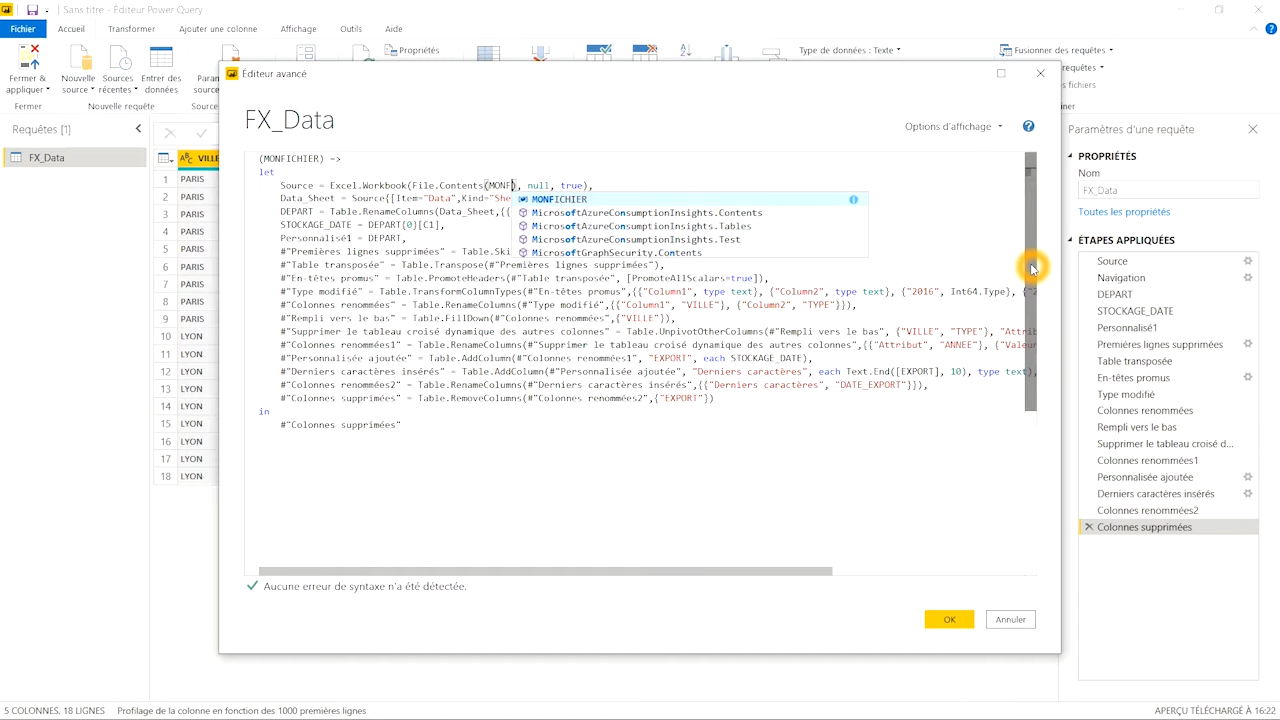 Sans titre - Éditeur Power Query
Fichier Accueil Transformer Ajouter une colonne Affichage Outils Aide
Fermer & appliquer
Nouvelle source
Sources récentes
Entrer des données
Propriétés
Type de données : Texte
Fusionner des requêtes
Fermer
Nouvelle requête
Requêtes [1]
FX_Data
VILLE
1 PARIS
2 PARIS
3 PARIS
4 PARIS
5 PARIS
6 PARIS
7 PARIS
8 PARIS
9 PARIS
10 LYON
11 LYON
12 LYON
13 LYON
14 LYON
15 LYON
16 LYON
17 LYON
18 LYON
Éditeur avancé
FX_Data
Options d'affichage
(MONFICHIER) =>
let
Source = Excel.Workbook(File.Contents(MONF), null, true),
Data_Sheet = Source{[Item="Data",Kind="She
DEPART = Table.RenameColumns(Data_Sheet,{{
STOCKAGE_DATE = DEPART{0}[C1],
Personnalisé1 = DEPART,
#"Premières lignes supprimées" = Table.Ski
MONFICHIER
MicrosoftAzureConsumptionInsights.Contents
MicrosoftAzureConsumptionInsights.Tables
MicrosoftAzureConsumptionInsights.Test
MicrosoftGraphSecurity.Contents
#"Table transposée" = Table.Transpose(#"Premières lignes supprimées"),
#"En-têtes promus" = Table.PromoteHeaders(#"Table transposée", [PromoteAllScalars=true]),
#"Type modifié" = Table.TransformColumnTypes(#"En-têtes promus",{{"Column1", type text}, {"Column2", type text}, {"2016", Int64.Type}, {"2
#"Colonnes renommées" = Table.RenameColumns(#"Type modifié",{{"Column1", "VILLE"}, {"Column2", "TYPE"}}),
#"Rempli vers le bas" = Table.FillDown(#"Colonnes renommées",{"VILLE"}),
#"Supprimer le tableau croisé dynamique des autres colonnes" = Table.UnpivotOtherColumns(#"Rempli vers le bas", {"VILLE", "TYPE"}, "Attrib
#"Colonnes renommées1" = Table.RenameColumns(#"Supprimer le tableau croisé dynamique des autres colonnes",{{"Attribut", "ANNEE"}, {"Valeur
#"Personnalisée ajoutée" = Table.AddColumn(#"Colonnes renommées1", "EXPORT", each STOCKAGE_DATE),
#"Derniers caractères insérés" = Table.AddColumn(#"Personnalisée ajoutée", "Derniers caractères", each Text.End([EXPORT], 10), type text),
#"Colonnes renommées2" = Table.RenameColumns(#"Derniers caractères insérés",{{"Derniers caractères", "DATE_EXPORT"}}),
#"Colonnes supprimées" = Table.RemoveColumns(#"Colonnes renommées2",{"EXPORT"})
in
#"Colonnes supprimées"
Aucune erreur de syntaxe n'a été détectée.
OK
Annuler
Paramètres d'une requête
PROPRIÉTÉS
Nom
FX_Data
Toutes les propriétés
ÉTAPES APPLIQUÉES
Source
Navigation
DEPART
STOCKAGE_DATE
Personnalisé1
Premières lignes supprimées
Table transposée
En-têtes promus
Type modifié
Colonnes renommées
Rempli vers le bas
Supprimer le tableau croisé d...
Colonnes renommées1
Personnalisée ajoutée
Derniers caractères insérés
Colonnes renommées2
Colonnes supprimées
5 COLONNES, 18 LIGNES Profilage de la colonne en fonction des 1000 premières lignes
APERÇU TÉLÉCHARGÉ À 16:22